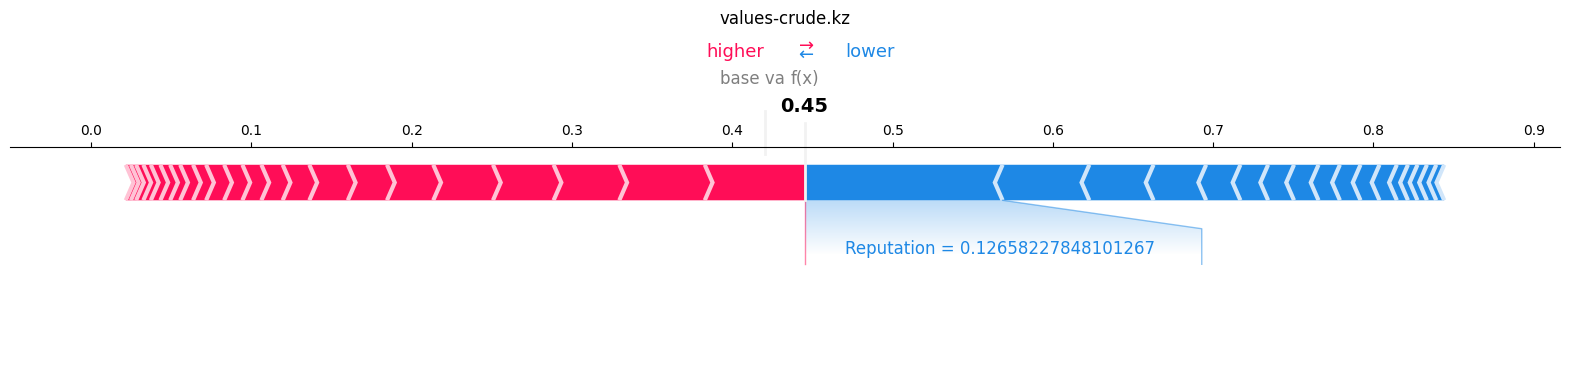 values-crude.kz
higher → ← lower
base va f(x)
0.45
0.0 0.1 0.2 0.3 0.4 0.5 0.6 0.7 0.8 0.9
Reputation = 0.12658227848101267